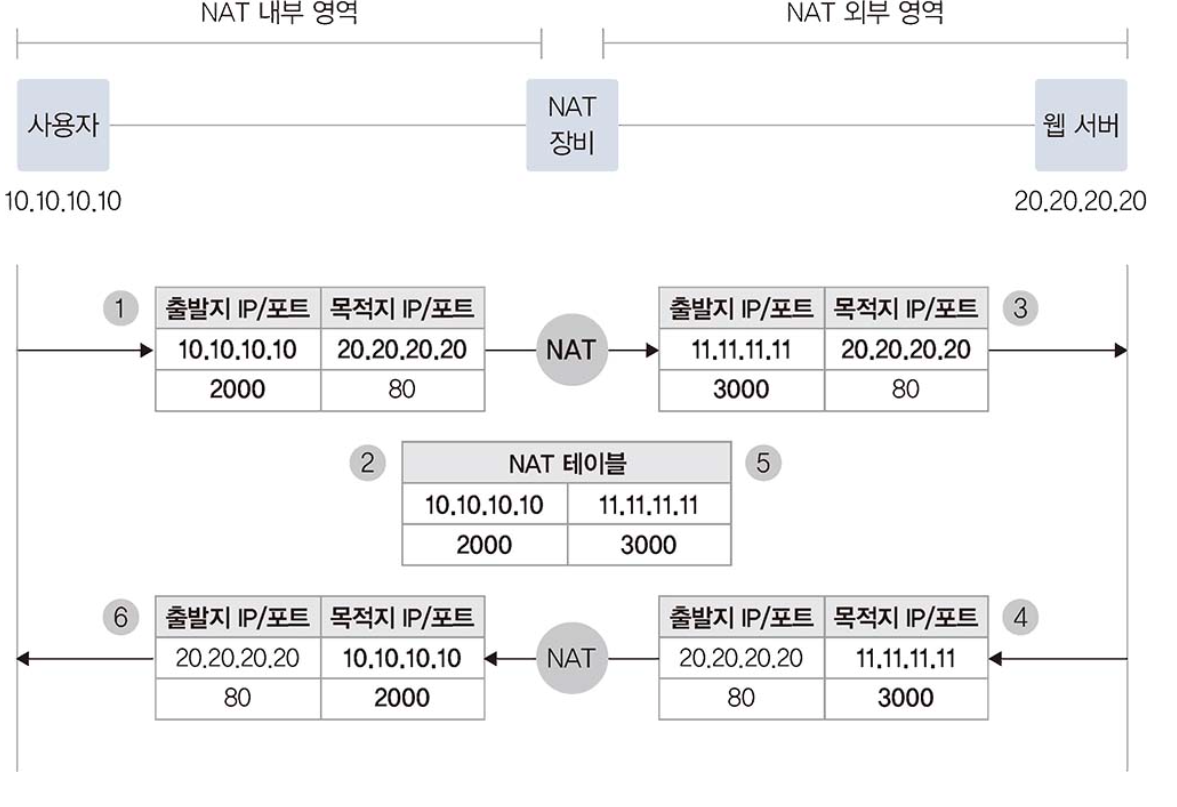 NAT 내부 영역
NAT 외부 영역
사용자
NAT
장비
웹 서버
10.10.10.10
20.20.20.20
1
출발지 IP/포트 목적지 IP/포트
10.10.10.10 20.20.20.20
2000 80
NAT
출발지 IP/포트 목적지 IP/포트
11.11.11.11 20.20.20.20
3000 80
3
2
NAT 테이블
10.10.10.10 11.11.11.11
2000 3000
5
6
출발지 IP/포트 목적지 IP/포트
20.20.20.20 10.10.10.10
80 2000
NAT
출발지 IP/포트 목적지 IP/포트
20.20.20.20 11.11.11.11
80 3000
4